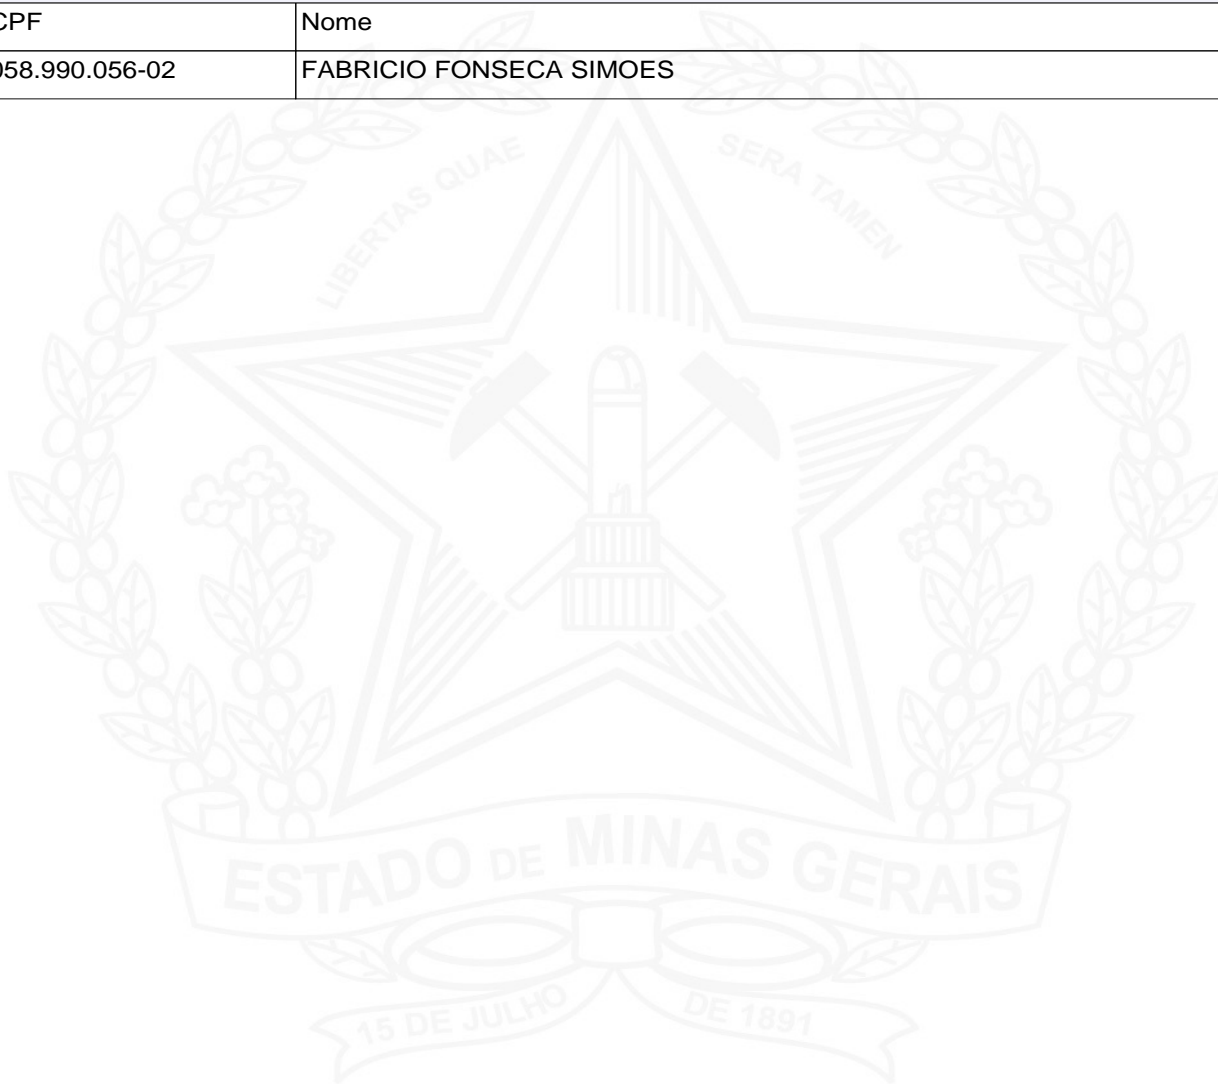 CPF Nome
058.990.056-02 FABRICIO FONSECA SIMOES
LIBERTAS QUAE SERA TAMEN
ESTADO DE MINAS GERAIS
15 DE JULHO DE 1891